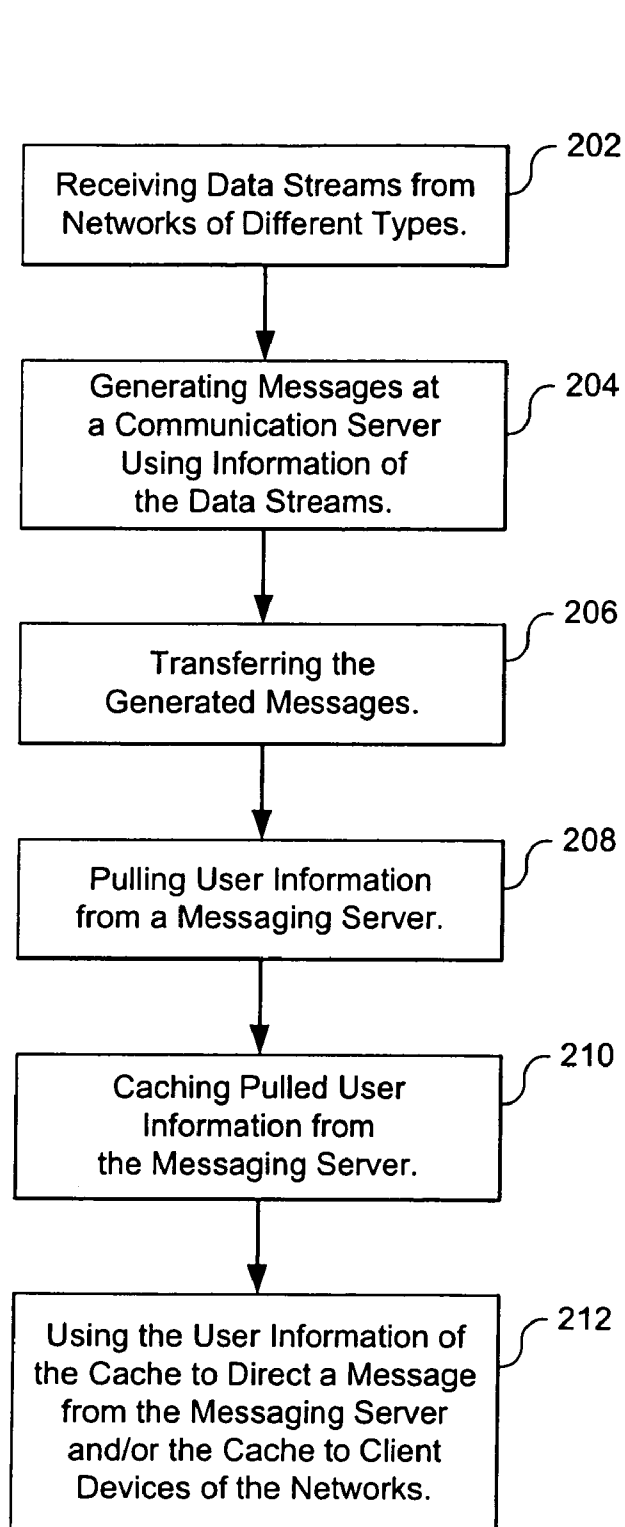 202
Receiving Data Streams from
Networks of Different Types.
204
Generating Messages at
a Communication Server
Using Information of
the Data Streams.
206
Transferring the
Generated Messages.
208
Pulling User Information
from a Messaging Server.
210
Caching Pulled User
Information from
the Messaging Server.
212
Using the User Information of
the Cache to Direct a Message
from the Messaging Server
and/or the Cache to Client
Devices of the Networks.